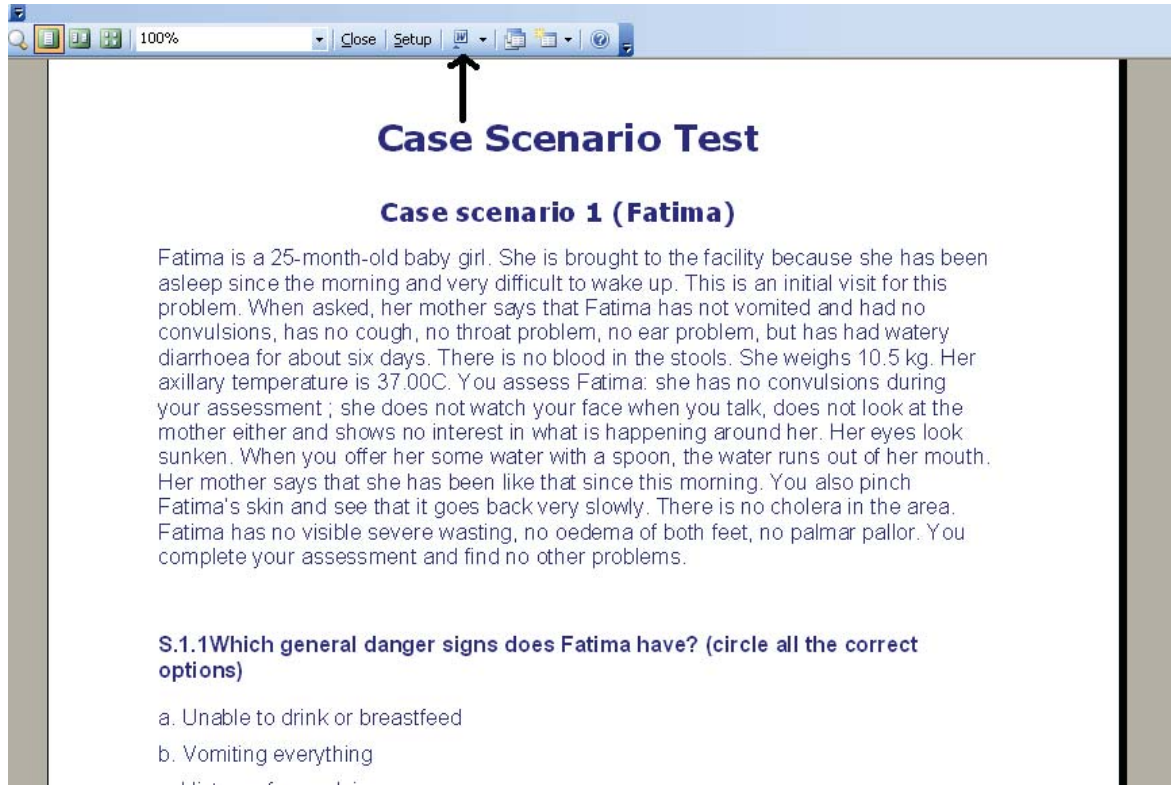 100% Close Setup
Case Scenario Test
Case scenario 1 (Fatima)
Fatima is a 25-month-old baby girl. She is brought to the facility because she has been
asleep since the morning and very difficult to wake up. This is an initial visit for this
problem. When asked, her mother says that Fatima has not vomited and had no
convulsions, has no cough, no throat problem, no ear problem, but has had watery
diarrhoea for about six days. There is no blood in the stools. She weighs 10.5 kg. Her
axillary temperature is 37.00C. You assess Fatima: she has no convulsions during
your assessment ; she does not watch your face when you talk, does not look at the
mother either and shows no interest in what is happening around her. Her eyes look
sunken. When you offer her some water with a spoon, the water runs out of her mouth.
Her mother says that she has been like that since this morning. You also pinch
Fatima's skin and see that it goes back very slowly. There is no cholera in the area.
Fatima has no visible severe wasting, no oedema of both feet, no palmar pallor. You
complete your assessment and find no other problems.
S.1.1Which general danger signs does Fatima have? (circle all the correct
options)
a. Unable to drink or breastfeed
b. Vomiting everything